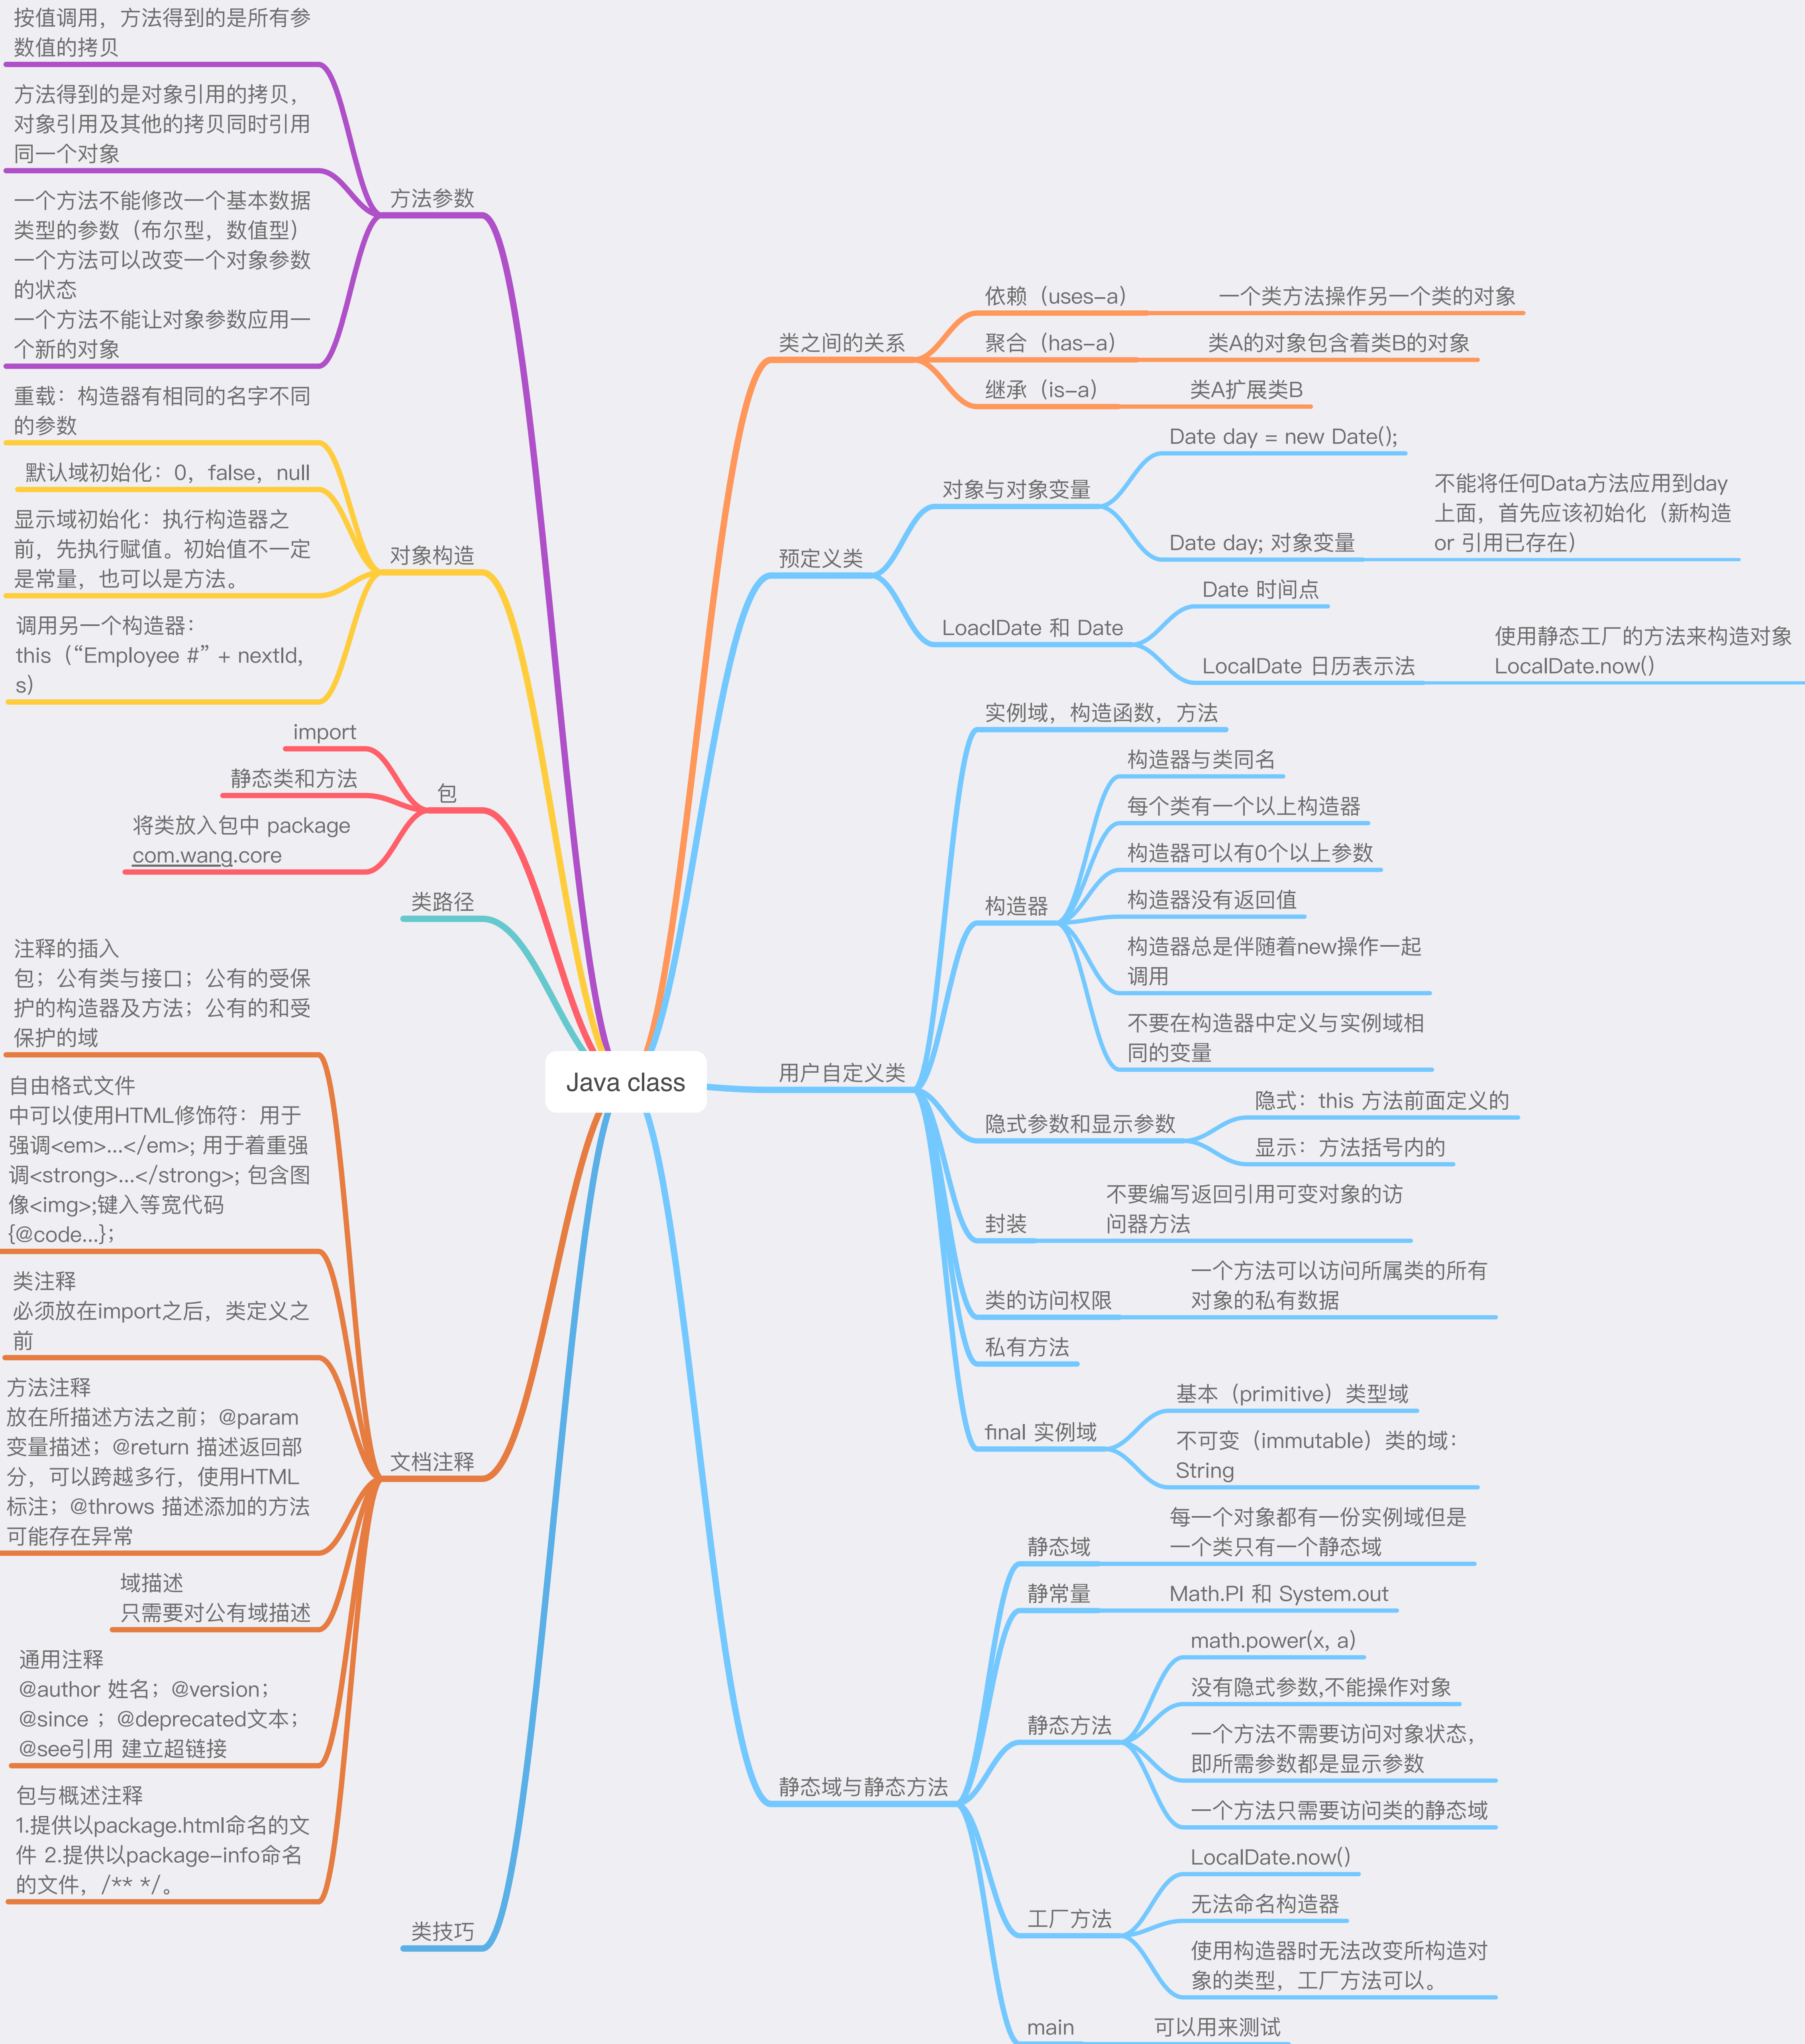 按值调用，方法得到的是所有参
数值的拷贝
方法得到的是对象引用的拷贝，
对象引用及其他的拷贝同时引用
同一个对象
一个方法不能修改一个基本数据
类型的参数（布尔型，数值型）
一个方法可以改变一个对象参数
的状态
一个方法不能让对象参数应用一
个新的对象
方法参数
重载：构造器有相同的名字不同
的参数
默认域初始化：0，false，null
显示域初始化：执行构造器之
前，先执行赋值。初始值不一定
是常量，也可以是方法。
调用另一个构造器：
this（“Employee #” + nextId,
s)
对象构造
import
静态类和方法
将类放入包中 package
com.wang.core
包
类路径
注释的插入
包；公有类与接口；公有的受保
护的构造器及方法；公有的和受
保护的域
自由格式文件
中可以使用HTML修饰符：用于
强调<em>...</em>; 用于着重强
调<strong>...</strong>; 包含图
像<img>;键入等宽代码
{@code...}；
类注释
必须放在import之后，类定义之
前
方法注释
放在所描述方法之前；@param
变量描述；@return 描述返回部
分，可以跨越多行，使用HTML
标注；@throws 描述添加的方法
可能存在异常
域描述
只需要对公有域描述
通用注释
@author 姓名；@version；
@since ；@deprecated文本；
@see引用 建立超链接
包与概述注释
1.提供以package.html命名的文
件 2.提供以package-info命名
的文件，/** */。
文档注释
类技巧
Java class
类之间的关系
依赖（uses-a）
一个类方法操作另一个类的对象
聚合（has-a）
类A的对象包含着类B的对象
继承（is-a）
类A扩展类B
预定义类
对象与对象变量
Date day = new Date();
Date day; 对象变量
不能将任何Data方法应用到day
上面，首先应该初始化（新构造
or 引用已存在）
LoaclDate 和 Date
Date 时间点
LocalDate 日历表示法
使用静态工厂的方法来构造对象
LocalDate.now()
用户自定义类
实例域，构造函数，方法
构造器
构造器与类同名
每个类有一个以上构造器
构造器可以有0个以上参数
构造器没有返回值
构造器总是伴随着new操作一起
调用
不要在构造器中定义与实例域相
同的变量
隐式参数和显示参数
隐式：this 方法前面定义的
显示：方法括号内的
封装
不要编写返回引用可变对象的访
问器方法
类的访问权限
一个方法可以访问所属类的所有
对象的私有数据
私有方法
final 实例域
基本（primitive）类型域
不可变（immutable）类的域：
String
静态域与静态方法
静态域
每一个对象都有一份实例域但是
一个类只有一个静态域
静常量
Math.PI 和 System.out
静态方法
math.power(x, a)
没有隐式参数,不能操作对象
一个方法不需要访问对象状态，
即所需参数都是显示参数
一个方法只需要访问类的静态域
工厂方法
LocalDate.now()
无法命名构造器
使用构造器时无法改变所构造对
象的类型，工厂方法可以。
main
可以用来测试